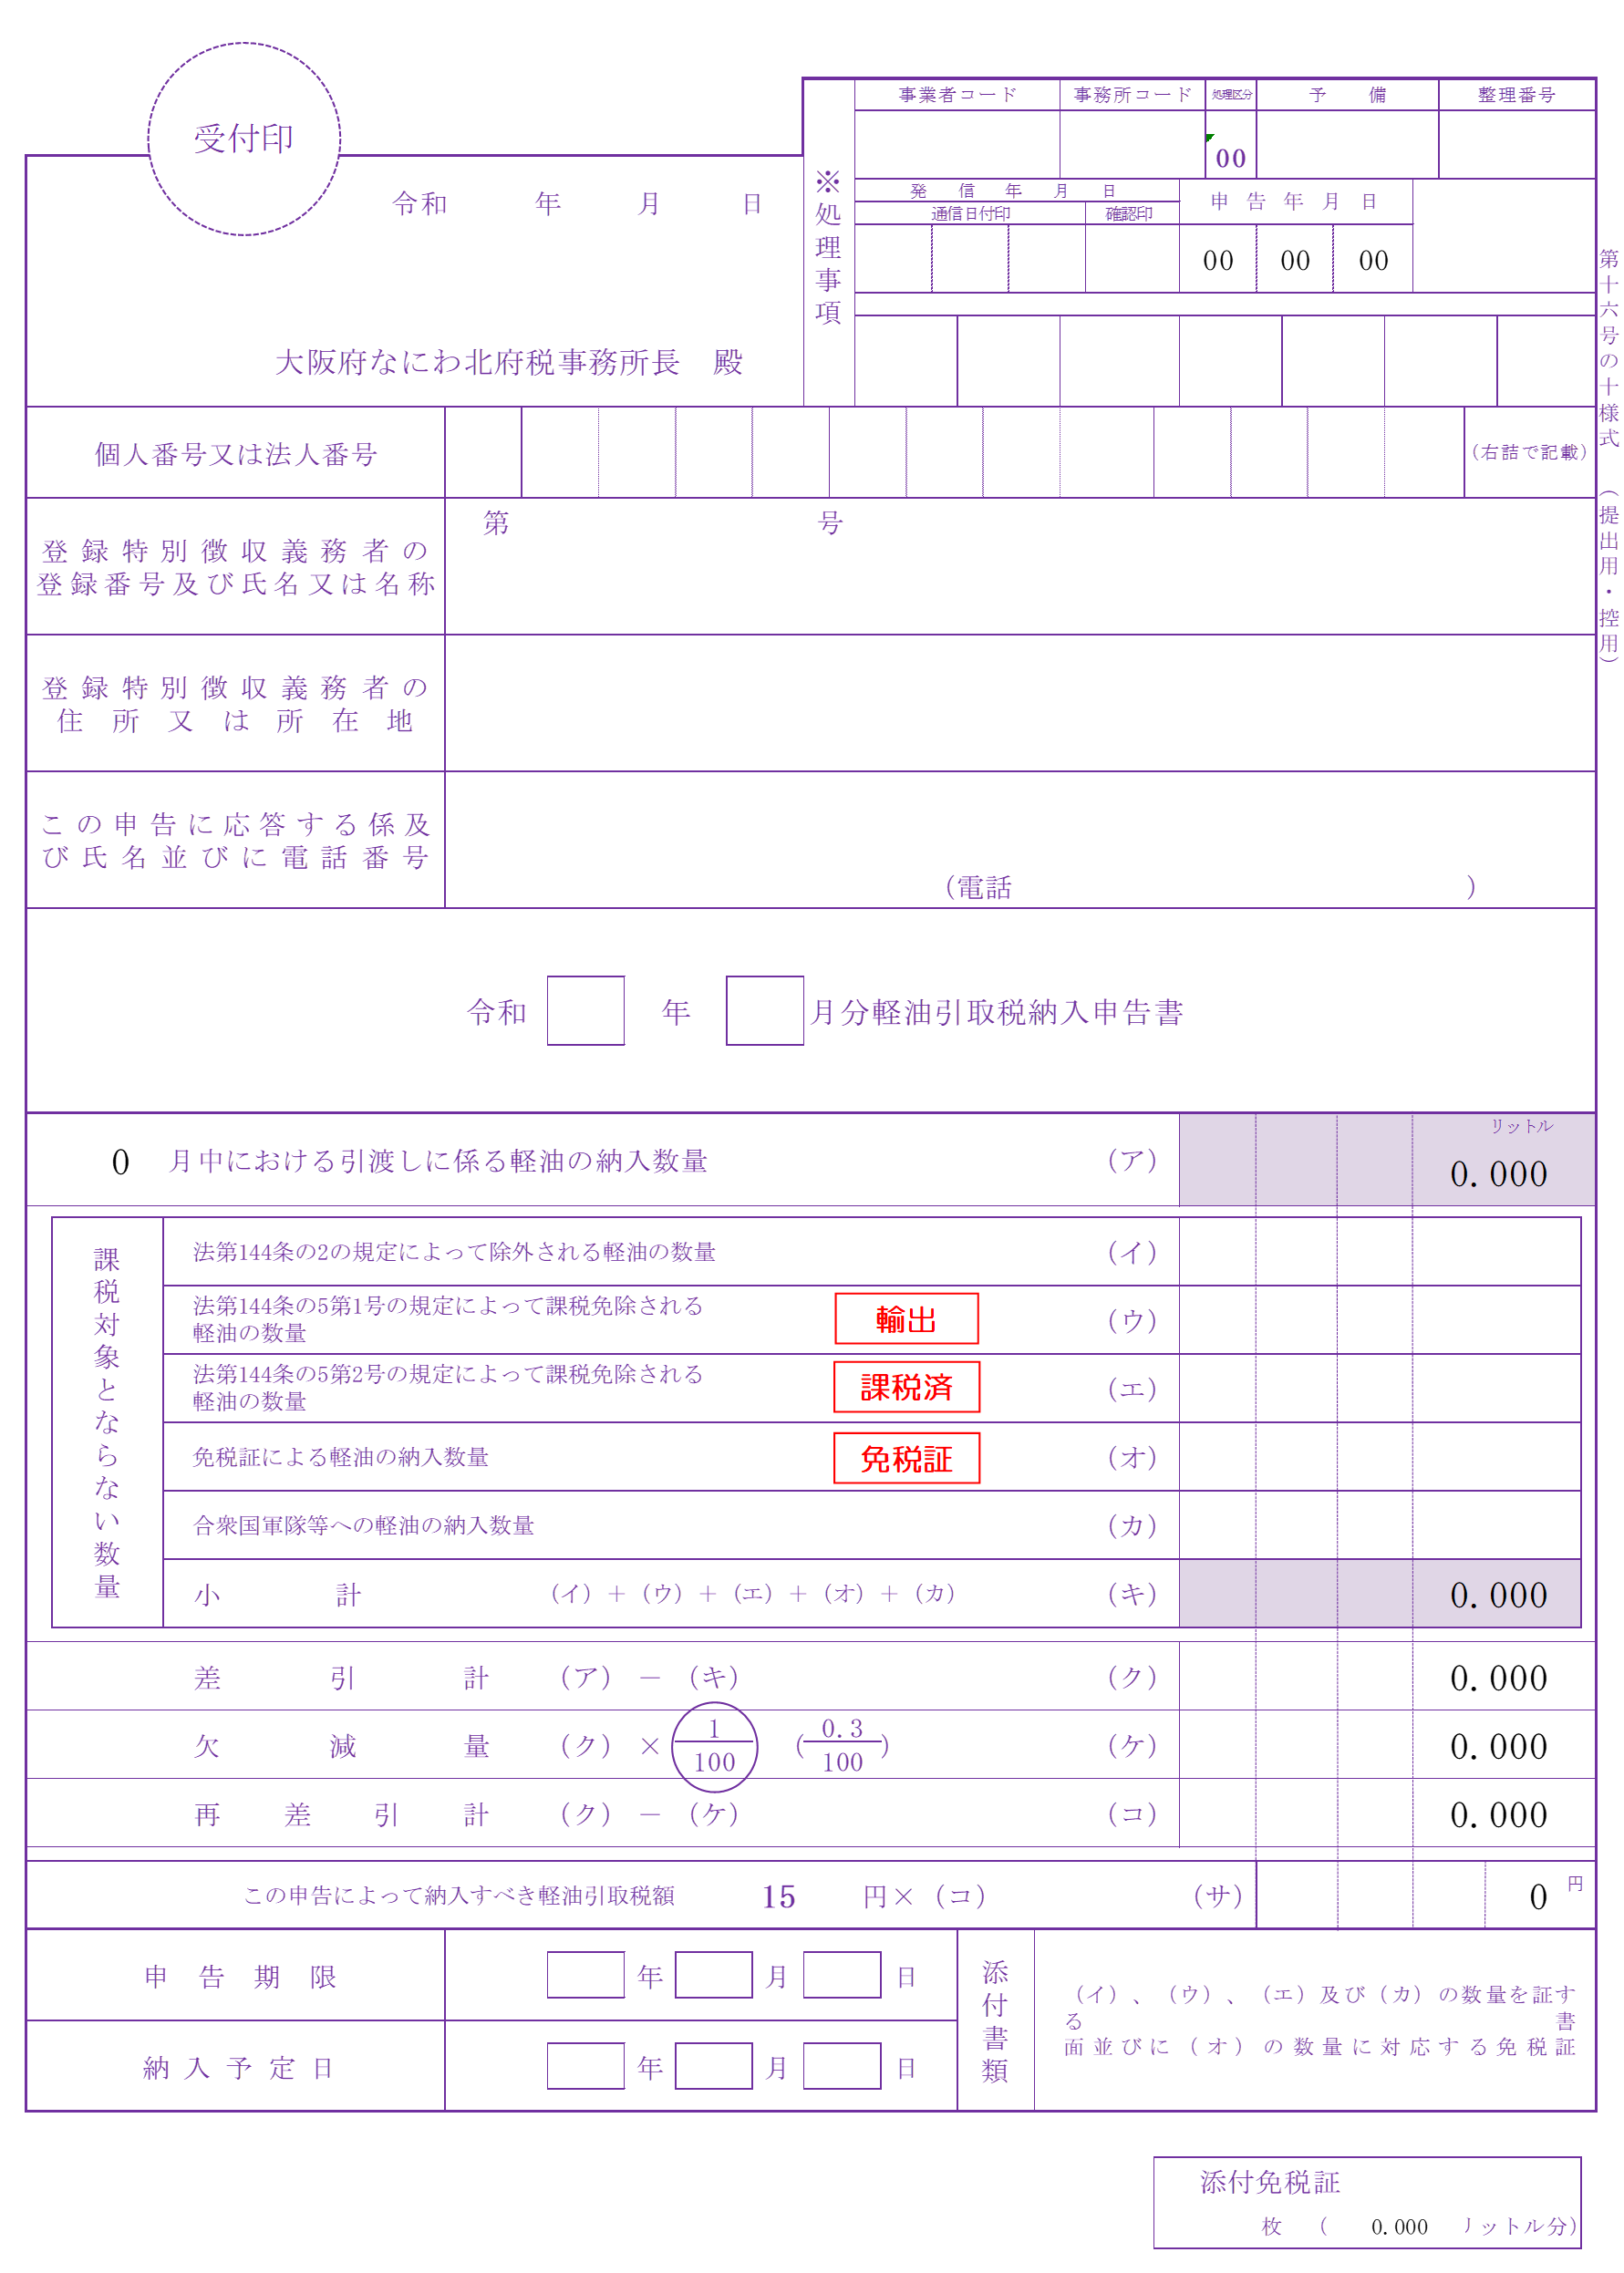 受付印
令和 年 月 日
大阪府なにわ北府税事務所長 殿
※処理事項
事業者コード 事務所コード 処理区分 予 備 整理番号
00
発 信 年 月 日 申 告 年 月 日
通信日付印 確認印
00 00 00
第十六号の十様式 (提出用・控用)
個人番号又は法人番号 (右詰で記載)
登録特別徴収義務者の
登録番号及び氏名又は名称
第 号
登録特別徴収義務者の
住所又は所在地
この申告に応答する係及
び氏名並びに電話番号
(電話 )
令和 年 月分軽油引取税納入申告書
0 月中における引渡しに係る軽油の納入数量 (ア) リットル
0.000
課税対象とならない数量
法第144条の2の規定によって除外される軽油の数量 (イ)
法第144条の5第1号の規定によって課税免除される
軽油の数量 輸出 (ウ)
法第144条の5第2号の規定によって課税免除される
軽油の数量 課税済 (エ)
免税証による軽油の納入数量 免税証 (オ)
合衆国軍隊等への軽油の納入数量 (カ)
小 計 (イ)+(ウ)+(エ)+(オ)+(カ) (キ) 0.000
差 引 計 (ア) - (キ) (ク) 0.000
欠 減 量 (ク) × 1/100 (0.3/100) (ケ) 0.000
再 差 引 計 (ク) - (ケ) (コ) 0.000
この申告によって納入すべき軽油引取税額 15 円×(コ) (サ) 0 円
申 告 期 限 年 月 日
納 入 予 定 日 年 月 日
添付書類
(イ)、(ウ)、(エ)及び(カ)の数量を証す
る 書
面並びに(オ)の数量に対応する免税証
添付免税証
枚 ( 0.000 リットル分)